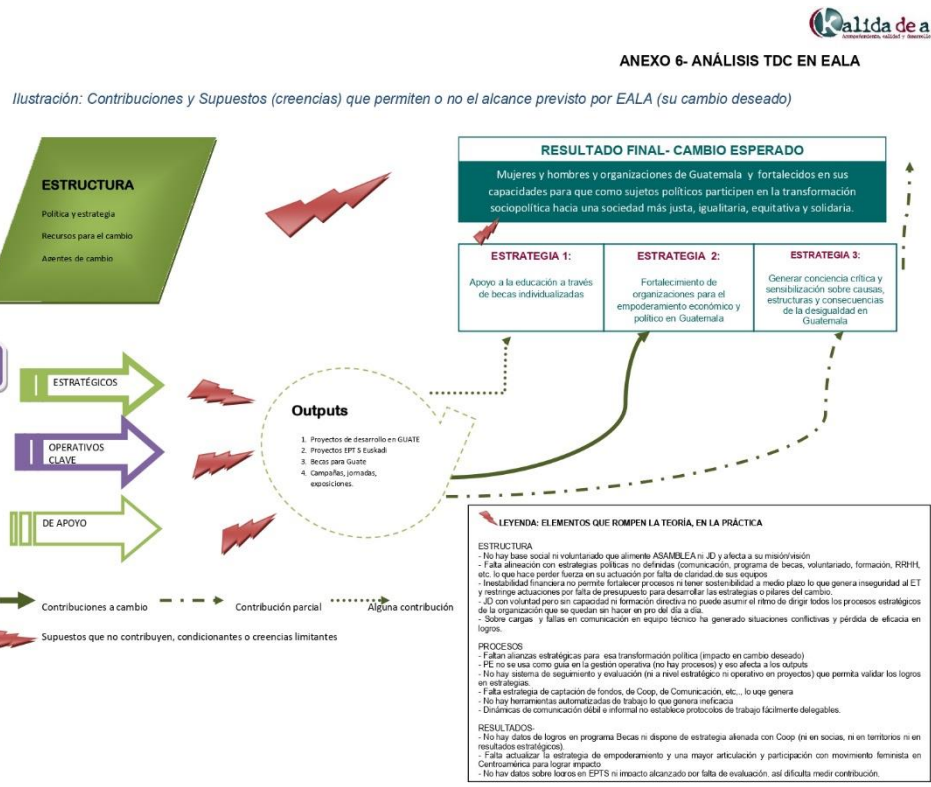 Kalidadea
Acompañamiento, calidad y desarrollo
ANEXO 6- ANÁLISIS TDC EN EALA
Ilustración: Contribuciones y Supuestos (creencias) que permiten o no el alcance previsto por EALA (su cambio deseado)
ESTRUCTURA
Política y estrategia
Recursos para el cambio
Agentes de cambio
RESULTADO FINAL- CAMBIO ESPERADO
Mujeres y hombres y organizaciones de Guatemala y fortalecidos en sus
capacidades para que como sujetos políticos participen en la transformación
sociopolítica hacia una sociedad más justa, igualitaria, equitativa y solidaria.
ESTRATEGIA 1:
Apoyo a la educación a través
de becas individualizadas
ESTRATEGIA 2:
Fortalecimiento de
organizaciones para el
empoderamiento económico y
político en Guatemala
ESTRATEGIA 3:
Generar conciencia crítica y
sensibilización sobre causas,
estructuras y consecuencias
de la desigualdad en
Guatemala
ESTRATÉGICOS
OPERATIVOS
CLAVE
DE APOYO
Outputs
1. Proyectos de desarrollo en GUATE
2. Proyectos EPT S Euskadi
3. Becas para Guate
4. Campañas, jornadas,
exposiciones.
Contribuciones a cambio
Contribución parcial
Alguna contribución
Supuestos que no contribuyen, condicionantes o creencias limitantes
LEYENDA: ELEMENTOS QUE ROMPEN LA TEORÍA, EN LA PRÁCTICA
ESTRUCTURA
- No hay base social ni voluntariado que alimente ASAMBLEA ni JD y afecta a su misión/visión
- Falta alineación con estrategias políticas no definidas (comunicación, programa de becas, voluntariado, formación, RRHH,
etc. lo que hace perder fuerza en su actuación por falta de claridad.de sus equipos
- Inestabilidad financiera no permite fortalecer procesos ni tener sostenibilidad a medio plazo lo que genera inseguridad al ET
y restringe actuaciones por falta de presupuesto para desarrollar las estrategias o pilares del cambio.
- JD con voluntad pero sin capacidad ni formación directiva no puede asumir el ritmo de dirigir todos los procesos estratégicos
de la organización que se quedan sin hacer en pro del día a día.
- Sobre cargas y fallas en comunicación en equipo técnico ha generado situaciones conflictivas y pérdida de eficacia en
logros.
PROCESOS
- Faltan alianzas estratégicas para esa transformación política (impacto en cambio deseado)
- PE no se usa como guía en la gestión operativa (no hay procesos) y eso afecta a los outputs
- No hay sistema de seguimiento y evaluación (ni a nivel estratégico ni operativo en proyectos) que permita validar los logros
en estrategias.
- Falta estrategia de captación de fondos, de Coop, de Comunicación, etc,.. lo uqe genera
- No hay herramientas automatizadas de trabajo lo que genera ineficacia
- Dinámicas de comunicación débil e informal no establece protocolos de trabajo fácilmente delegables.
RESULTADOS-
- No hay datos de logros en programa Becas ni dispone de estrategia alienada con Coop (ni en socias, ni en territorios ni en
resultados estratégicos).
- Falta actualizar la estrategia de empoderamiento y una mayor articulación y participación con movimiento feminista en
Centroamérica para lograr impacto
- No hay datos sobre logros en EPTS ni impacto alcanzado por falta de evaluación. así dificulta medir contribución.